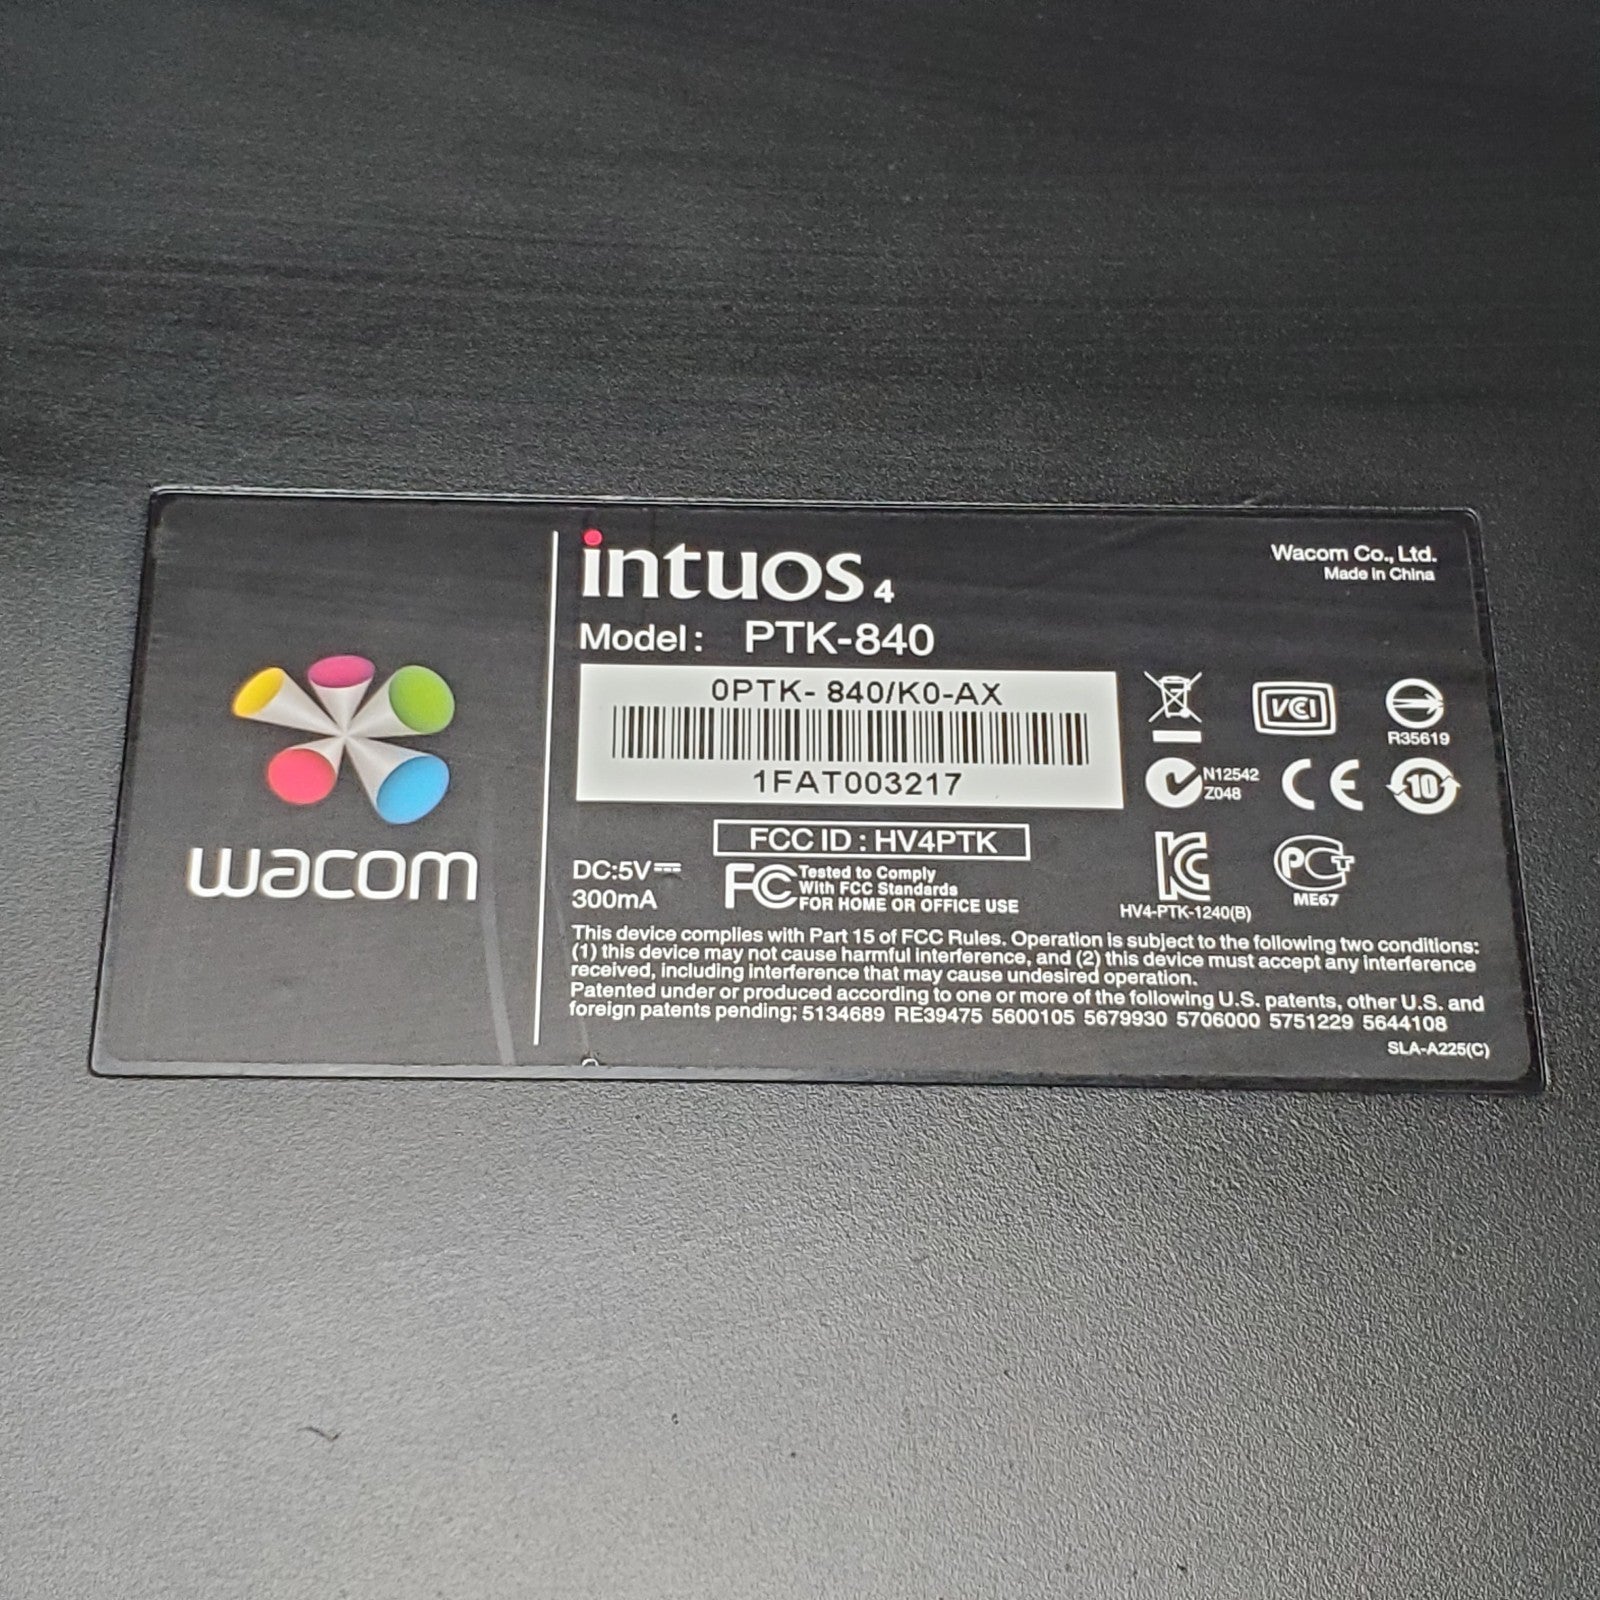 intuos4
Wacom Co., Ltd.
Made in China
Model: PTK-840
0PTK- 840/K0-AX
1FAT003217
VCI
R35619
N12542
Z048
CE
10
FCC ID : HV4PTK
DC:5V
300mA
FC Tested to Comply
With FCC Standards
FOR HOME OR OFFICE USE
HV4-PTK-1240(B)
ME67
This device complies with Part 15 of FCC Rules. Operation is subject to the following two conditions:
(1) this device may not cause harmful interference, and (2) this device must accept any interference
received, including interference that may cause undesired operation.
Patented under or produced according to one or more of the following U.S. patents, other U.S. and
foreign patents pending; 5134689 RE39475 5600105 5679930 5706000 5751229 5644108
SLA-A225(C)
wacom